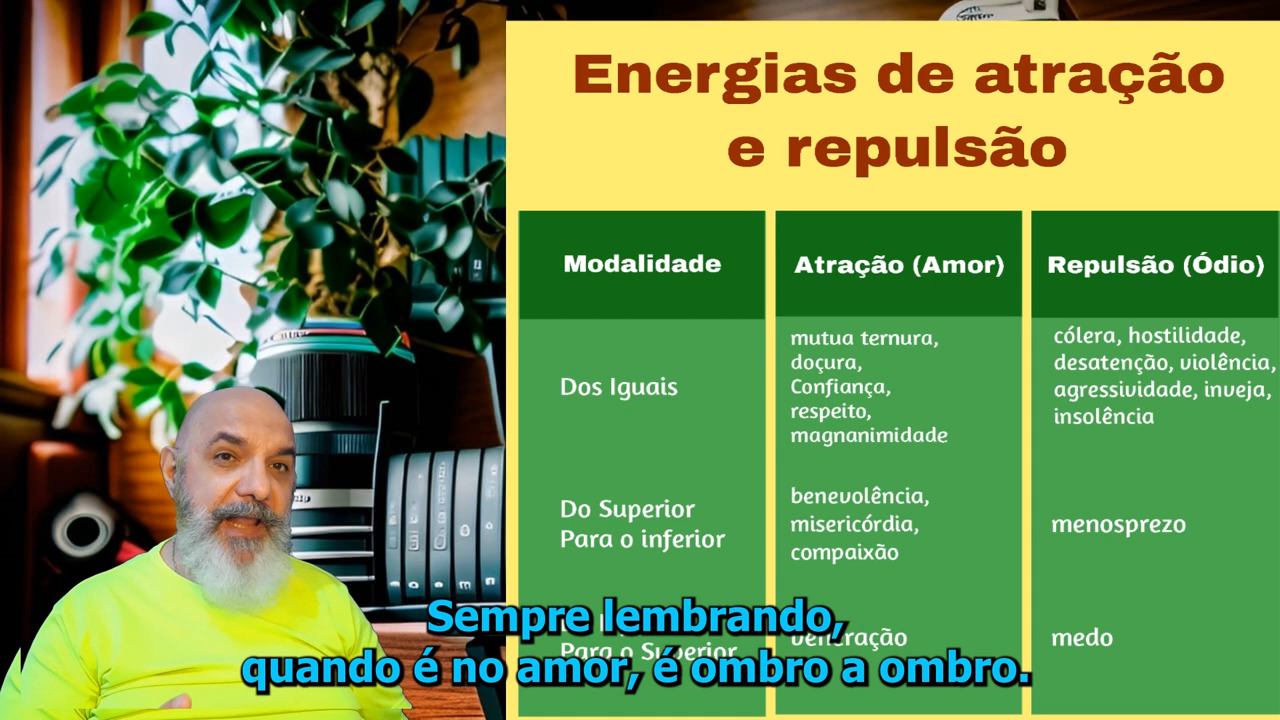 Energias de atração
e repulsão
Modalidade
Atração (Amor)
Repulsão (Ódio)
Dos Iguais
mutua ternura,
doçura,
Confiança,
respeito,
magnanimidade
cólera, hostilidade,
desatenção, violência,
agressividade, inveja,
insolência
Do Superior
Para o inferior
benevolência,
misericórdia,
compaixão
menosprezo
Para o Superior
veneração
medo
Sempre lembrando,
quando é no amor, é ombro a ombro.